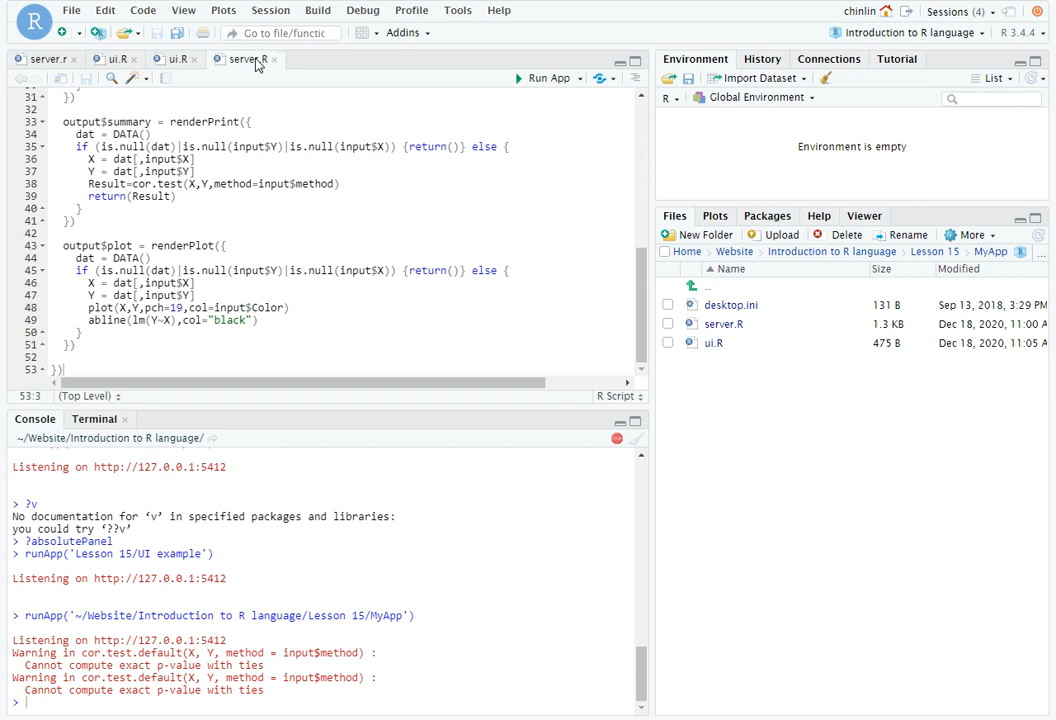 File Edit Code View Plots Session Build Debug Profile Tools Help
chinlin Sessions (4)
Go to file/functic Addins
Introduction to R language R 3.4.4
server.r ui.R ui.R server.R
Run App
31 })
32
33 output$summary = renderPrint({
34 dat = DATA()
35 if (is.null(dat)|is.null(input$Y)|is.null(input$X)) {return()} else {
36 X = dat[,input$X]
37 Y = dat[,input$Y]
38 Result=cor.test(X,Y,method=input$method)
39 return(Result)
40 }
41 })
42
43 output$plot = renderPlot({
44 dat = DATA()
45 if (is.null(dat)|is.null(input$Y)|is.null(input$X)) {return()} else {
46 X = dat[,input$X]
47 Y = dat[,input$Y]
48 plot(X,Y,pch=19,col=input$Color)
49 abline(lm(Y~X),col="black")
50 }
51 })
52
53 })
53:3 (Top Level) R Script
Console Terminal
~/Website/Introduction to R language/
Listening on http://127.0.0.1:5412
> ?v
No documentation for ‘v’ in specified packages and libraries:
you could try ‘??v’
> ?absolutePanel
> runApp('Lesson 15/UI example')
Listening on http://127.0.0.1:5412
> runApp('~/Website/Introduction to R language/Lesson 15/MyApp')
Listening on http://127.0.0.1:5412
Warning in cor.test.default(X, Y, method = input$method) :
Cannot compute exact p-value with ties
Warning in cor.test.default(X, Y, method = input$method) :
Cannot compute exact p-value with ties
>
Environment History Connections Tutorial
Import Dataset List
R Global Environment
Environment is empty
Files Plots Packages Help Viewer
New Folder Upload Delete Rename More
Home Website Introduction to R language Lesson 15 MyApp ...
Name Size Modified
..
desktop.ini 131 B Sep 13, 2018, 3:29 PM
server.R 1.3 KB Dec 18, 2020, 11:00 A
ui.R 475 B Dec 18, 2020, 11:05 A